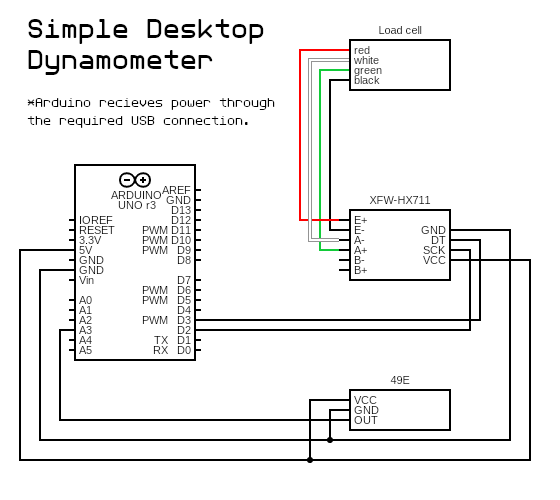 Simple Desktop
Dynamometer
*Arduino recieves power through
the required USB connection.
Load cell
red
white
green
black
ARDUINO
UNO r3
IOREF
RESET
3.3V
5V
GND
GND
Vin
A0
A1
A2
A3
A4
A5
AREF
GND
D13
D12
PWM D11
PWM D10
PWM D9
D8
D7
PWM D6
PWM D5
D4
PWM D3
D2
TX D1
RX D0
XFW-HX711
E+
E-
A-
A+
B-
B+
GND
DT
SCK
VCC
49E
VCC
GND
OUT